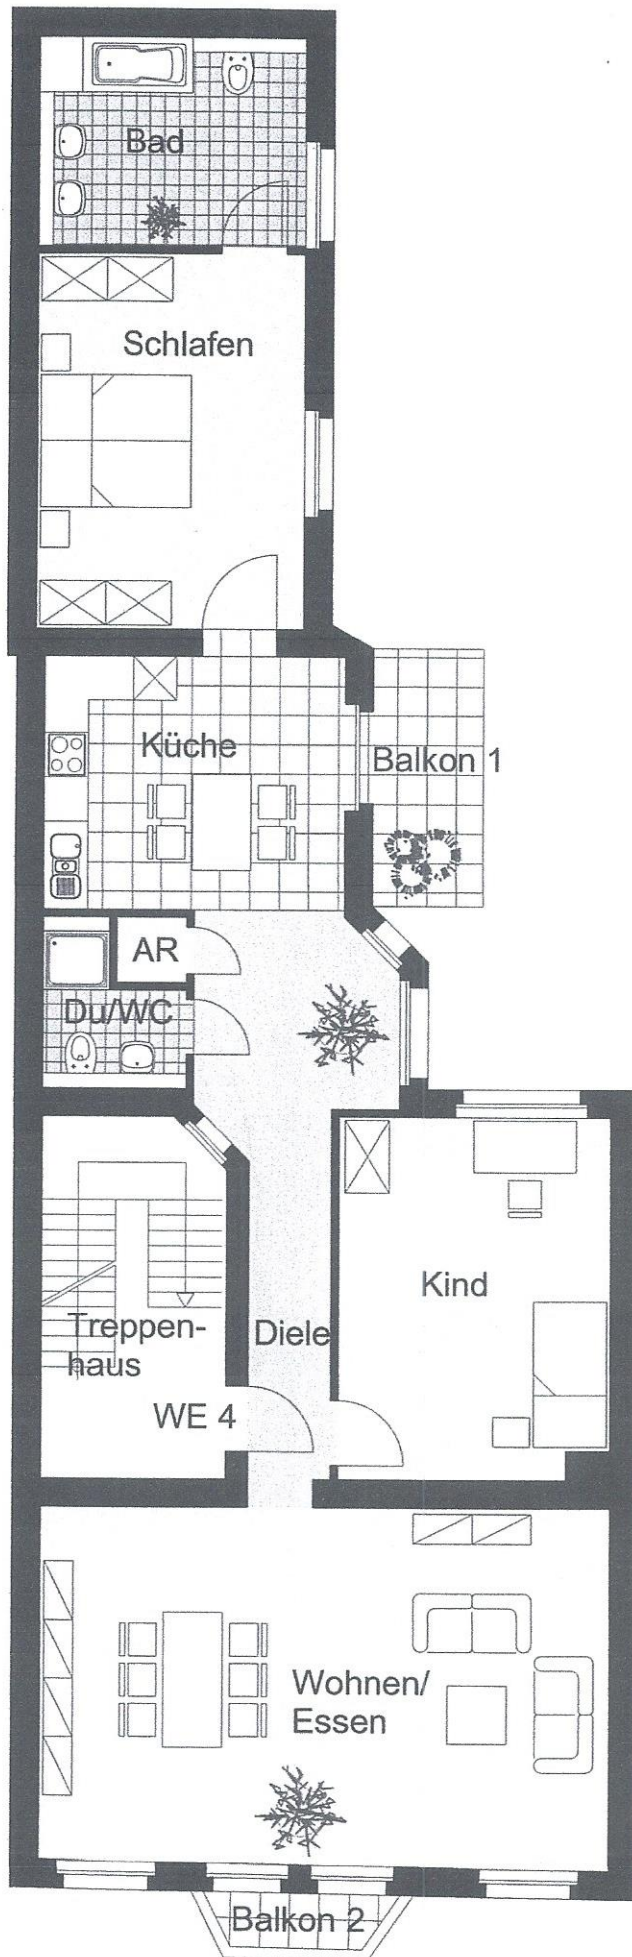 Bad
Schlafen
Küche
Balkon 1
AR
Du/WC
Kind
Treppen-
haus
Diele
WE 4
Wohnen/
Essen
Balkon 2